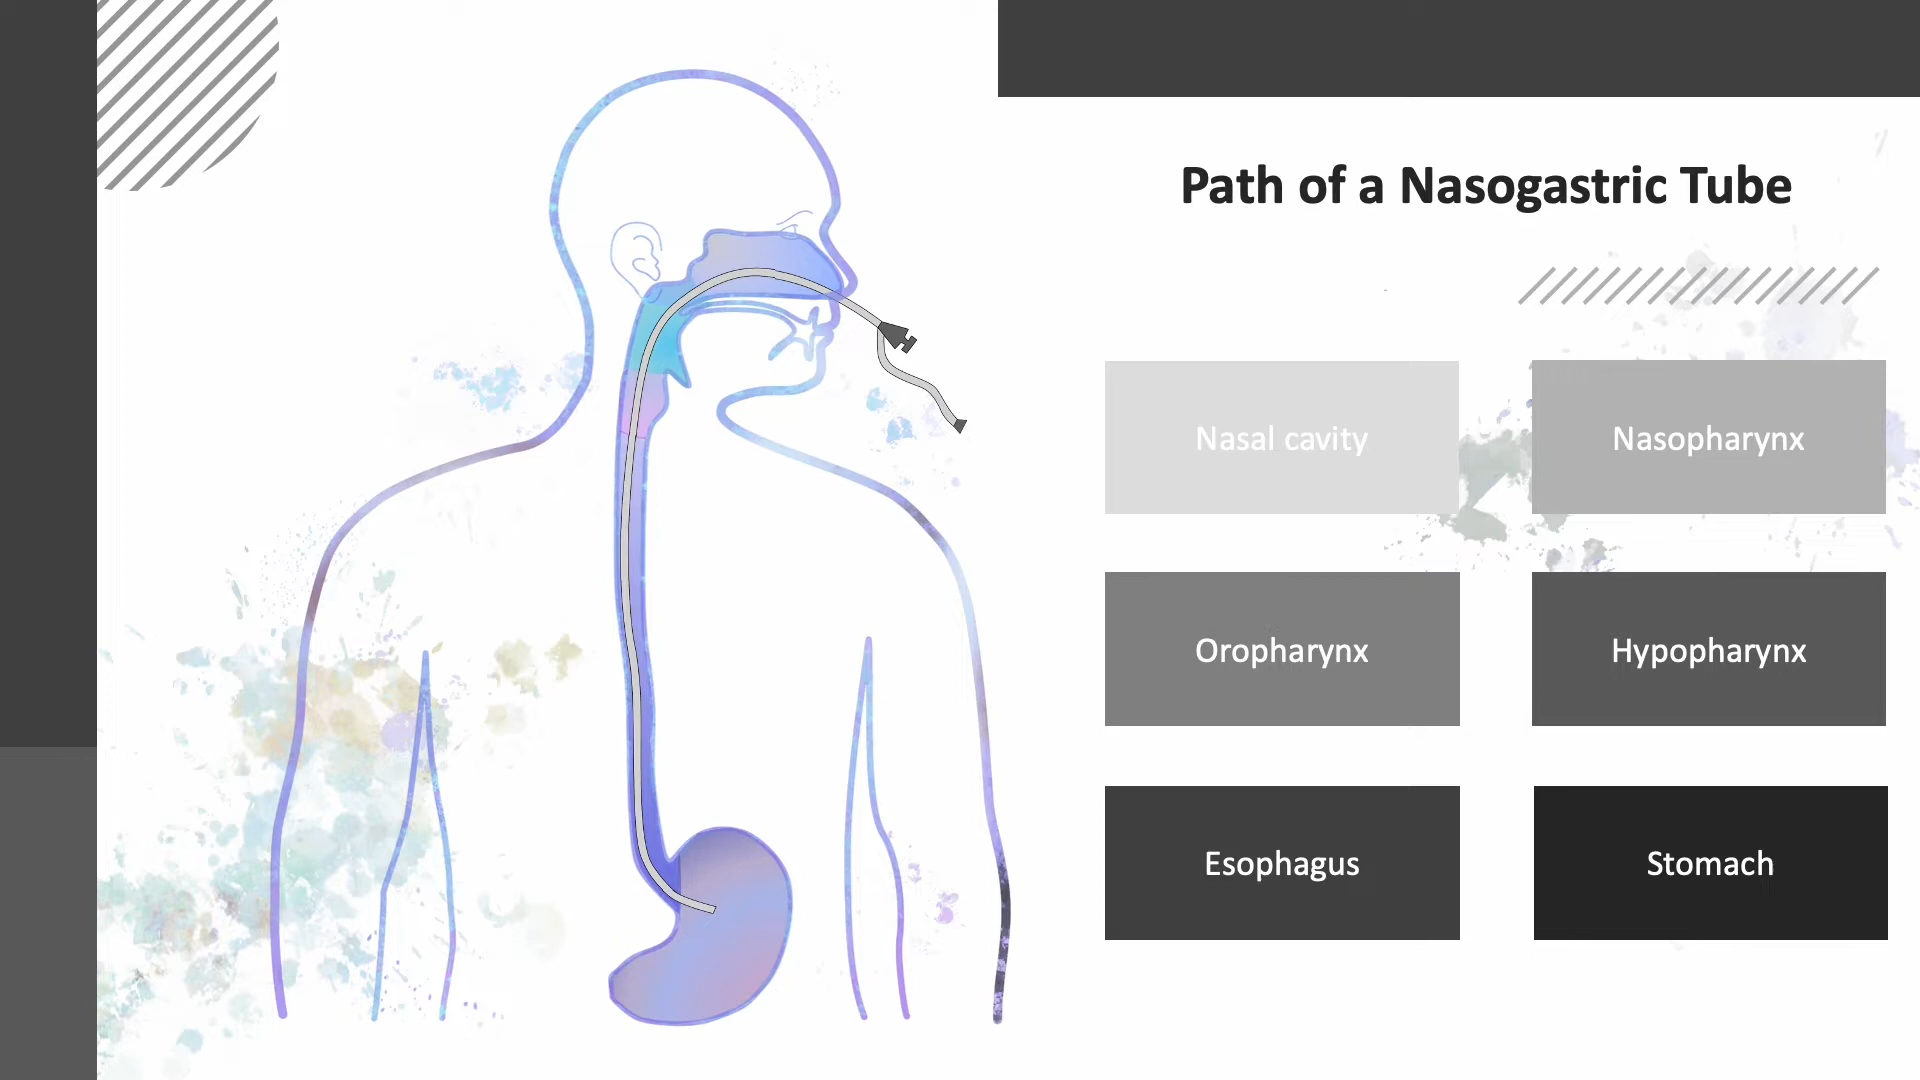 Path of a Nasogastric Tube
Nasal cavity
Nasopharynx
Oropharynx
Hypopharynx
Esophagus
Stomach